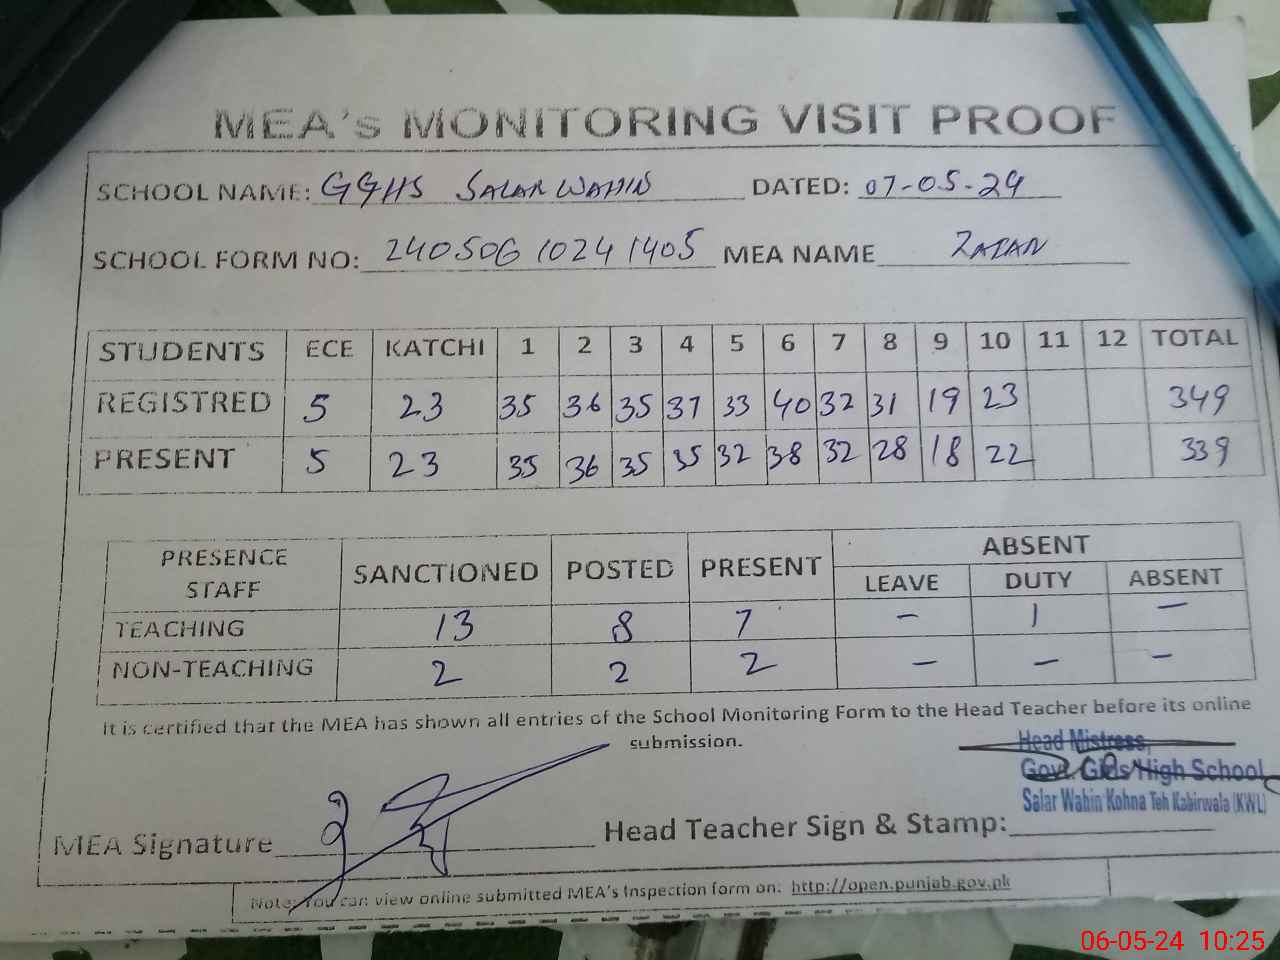 MEA's MONITORING VISIT PROOF
SCHOOL NAME: GGHS SALAR WAHIN DATED: 07-05-24
SCHOOL FORM NO: 240506 10241405 MEA NAME
STUDENTS ECE KATCHI 1 2 3 4 5 6 7 8 9 10 11 12 TOTAL
REGISTRED 5 23 35 36 35 37 33 40 32 31 19 23 349
PRESENT 5 23 35 36 35 35 32 38 32 28 18 22 339
PRESENCE STAFF SANCTIONED POSTED PRESENT ABSENT
LEAVE DUTY ABSENT
TEACHING 13 8 7 - 1 -
NON-TEACHING 2 2 2 - - -
It is certified that the MEA has shown all entries of the School Monitoring Form to the Head Teacher before its online
submission.
Head Mistress,
Govt. Girls High School
Salar Wahin Kohna Teh Kabirwala (KWL)
MEA Signature Head Teacher Sign & Stamp:
Note: You can view online submitted MEA's Inspection form on: http://open.punjab.gov.pk
06-05-24 10:25